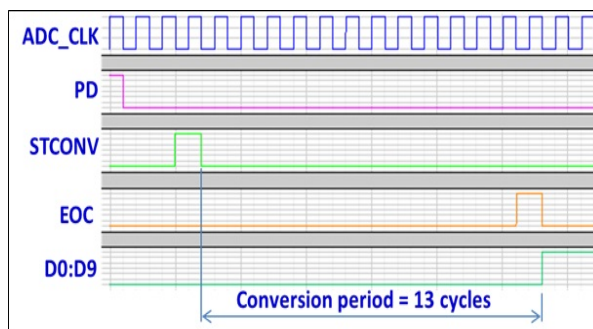 ADC_CLK
PD
STCONV
EOC
D0:D9
Conversion period = 13 cycles